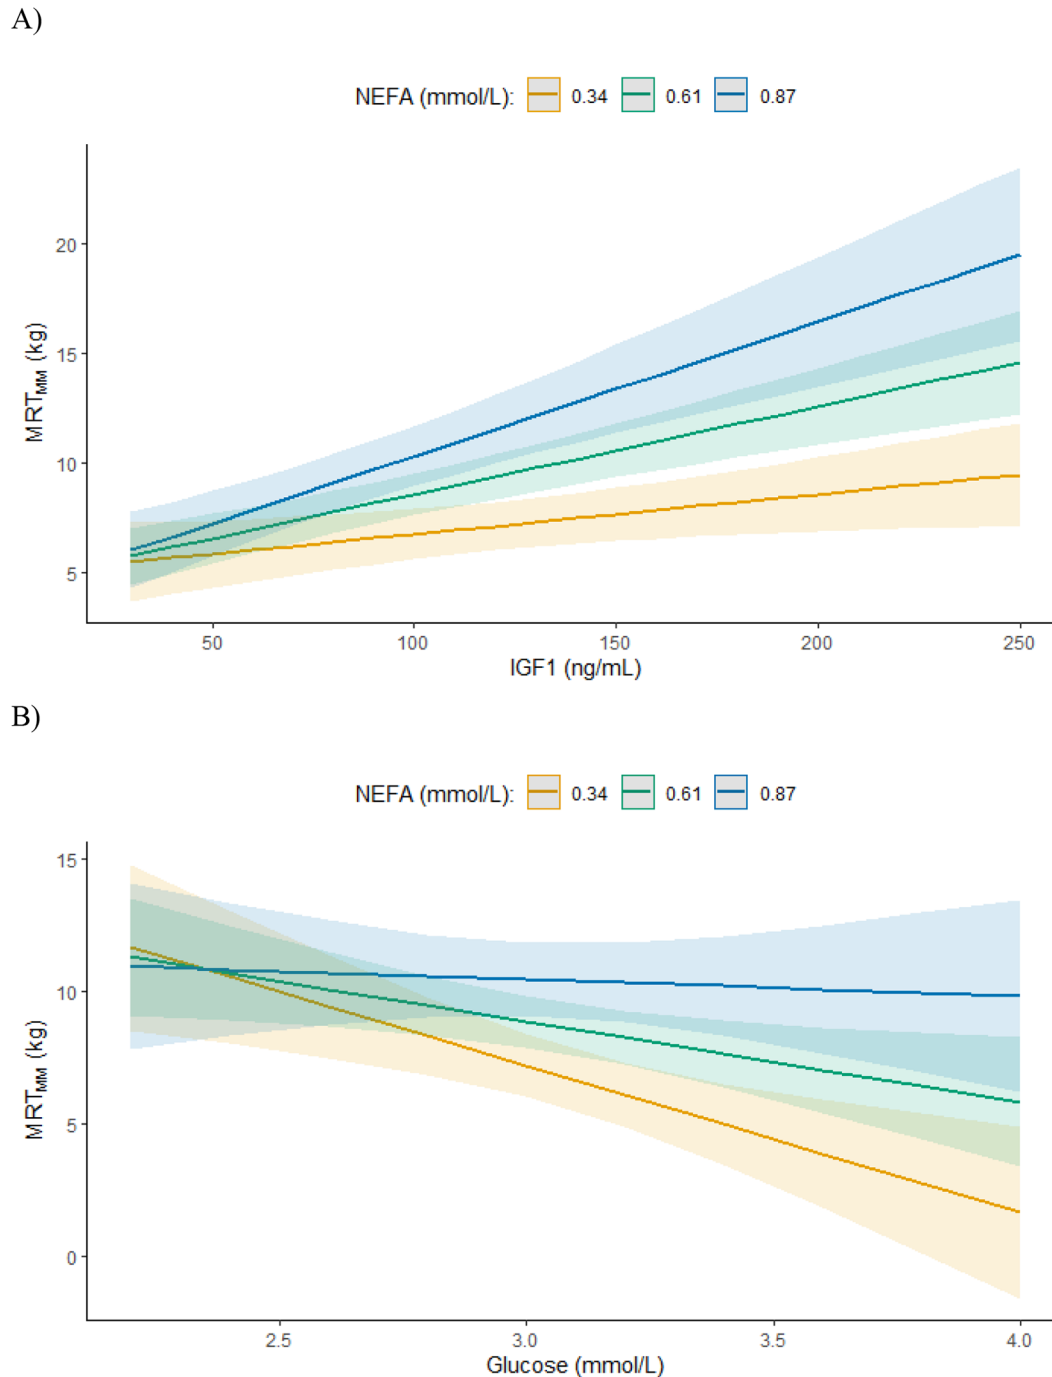 A)
NEFA (mmol/L): 0.34 0.61 0.87
20
15
10
5
MRTMM (kg)
50 100 150 200 250
IGF1 (ng/mL)
B)
NEFA (mmol/L): 0.34 0.61 0.87
15
10
5
0
MRTMM (kg)
2.5 3.0 3.5 4.0
Glucose (mmol/L)